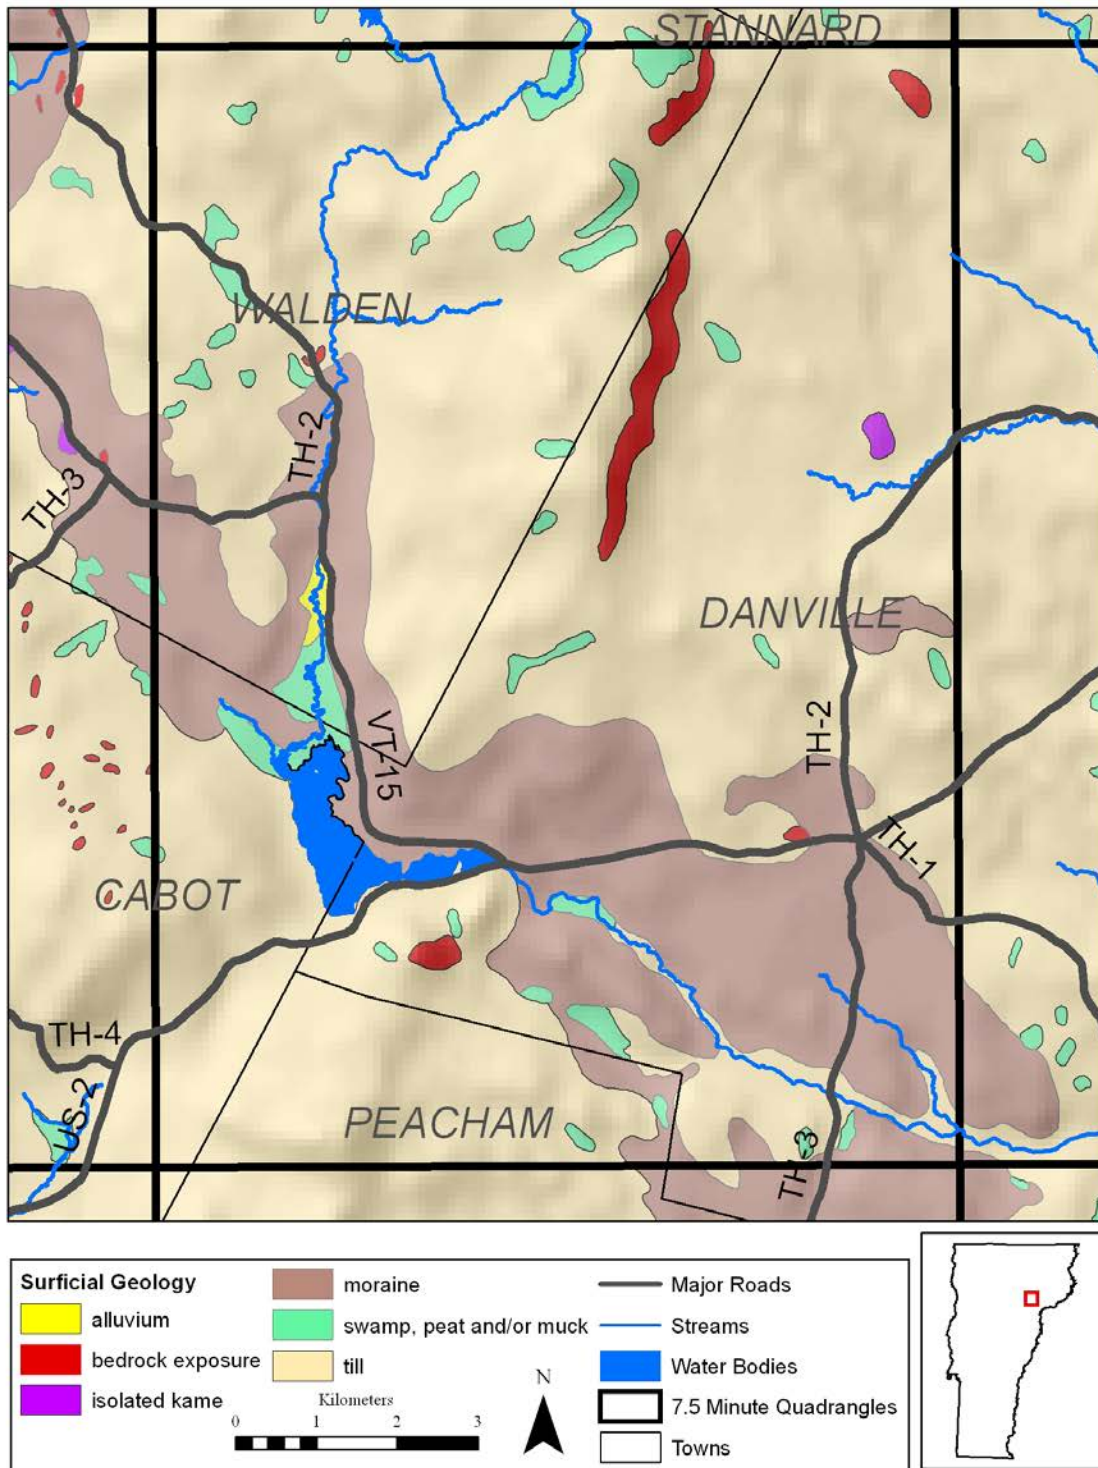 STANNARD
WALDEN
TH-2
TH-3
DANVILLE
TH-2
VT-15
TH-1
CABOT
TH-4
US-2
PEACHAM
TH-3
Surficial Geology
alluvium
bedrock exposure
isolated kame
moraine
swamp, peat and/or muck
till
Kilometers
0 1 2 3
N
Major Roads
Streams
Water Bodies
7.5 Minute Quadrangles
Towns